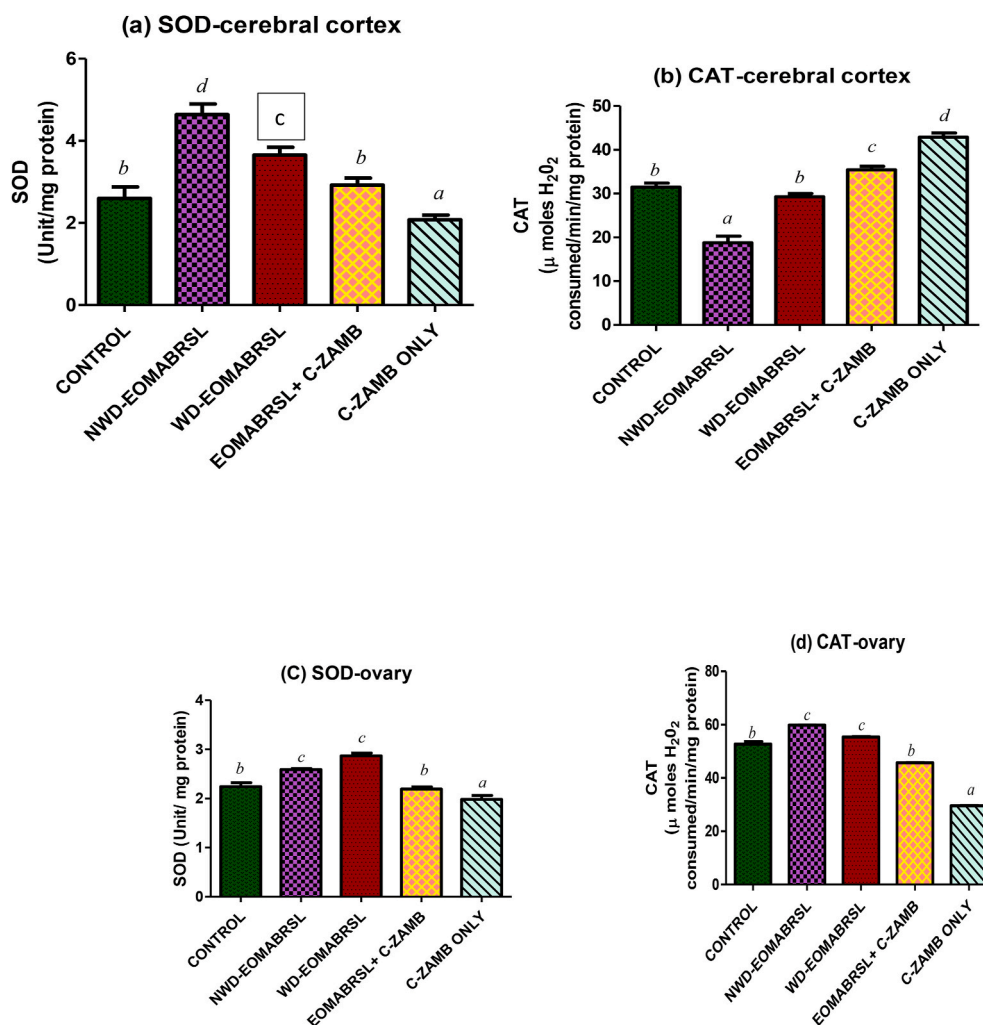 (a) SOD-cerebral cortex
SOD
(Unit/mg protein)
6
4
2
0
b
d
c
b
a
CONTROL
NWD-EOMABRSL
WD-EOMABRSL
EOMABRSL+ C-ZAMB
C-ZAMB ONLY
(b) CAT-cerebral cortex
CAT
(μ moles H₂0₂
consumed/min/mg protein)
50
40
30
20
10
0
b
a
b
c
d
CONTROL
NWD-EOMABRSL
WD-EOMABRSL
EOMABRSL+ C-ZAMB
C-ZAMB ONLY
(C) SOD-ovary
SOD (Unit/ mg protein)
4
3
2
1
0
b
c
c
b
a
CONTROL
NWD-EOMABRSL
WD-EOMABRSL
EOMABRSL+ C-ZAMB
C-ZAMB ONLY
(d) CAT-ovary
CAT
(μ moles H₂0₂
consumed/min/mg protein)
80
60
40
20
0
b
c
c
b
a
CONTROL
NWD-EOMABRSL
WD-EOMABRSL
EOMABRSL+ C-ZAMB
C-ZAMB ONLY